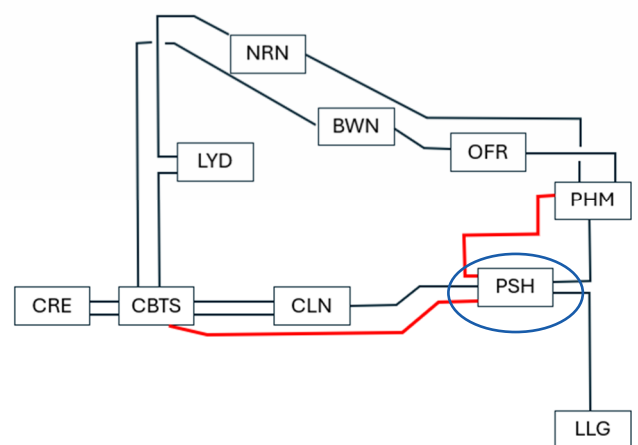 NRN
BWN
OFR
LYD
PHM
PSH
CRE
CBTS
CLN
LLG